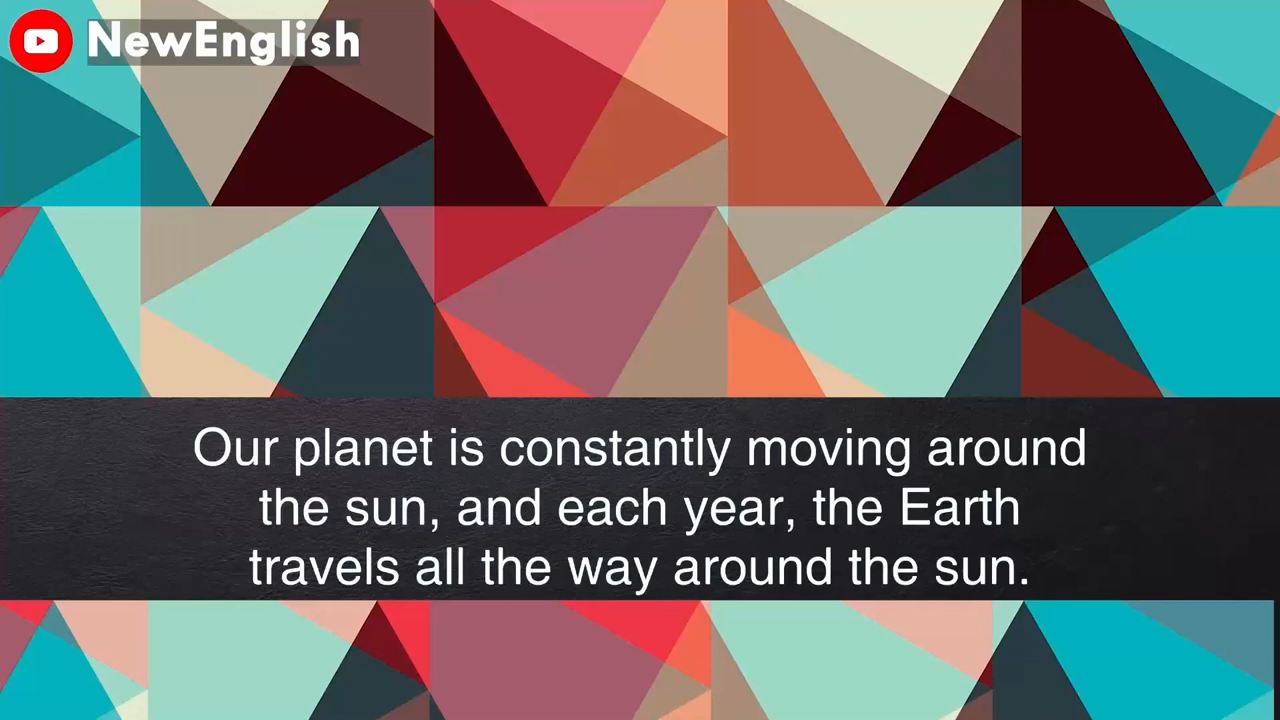 NewEnglish
Our planet is constantly moving around
the sun, and each year, the Earth
travels all the way around the sun.